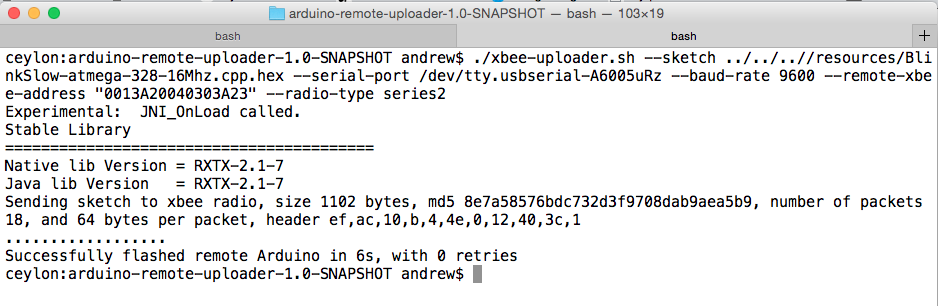 arduino-remote-uploader-1.0-SNAPSHOT — bash — 103×19
bash bash +
ceylon:arduino-remote-uploader-1.0-SNAPSHOT andrew$ ./xbee-uploader.sh --sketch ../../..//resources/Bli
nkSlow-atmega-328-16Mhz.cpp.hex --serial-port /dev/tty.usbserial-A6005uRz --baud-rate 9600 --remote-xbe
e-address "0013A20040303A23" --radio-type series2
Experimental:  JNI_OnLoad called.
Stable Library
=========================================
Native lib Version = RXTX-2.1-7
Java lib Version   = RXTX-2.1-7
Sending sketch to xbee radio, size 1102 bytes, md5 8e7a58576bdc732d3f9708dab9aea5b9, number of packets
18, and 64 bytes per packet, header ef,ac,10,b,4,4e,0,12,40,3c,1
..................
Successfully flashed remote Arduino in 6s, with 0 retries
ceylon:arduino-remote-uploader-1.0-SNAPSHOT andrew$